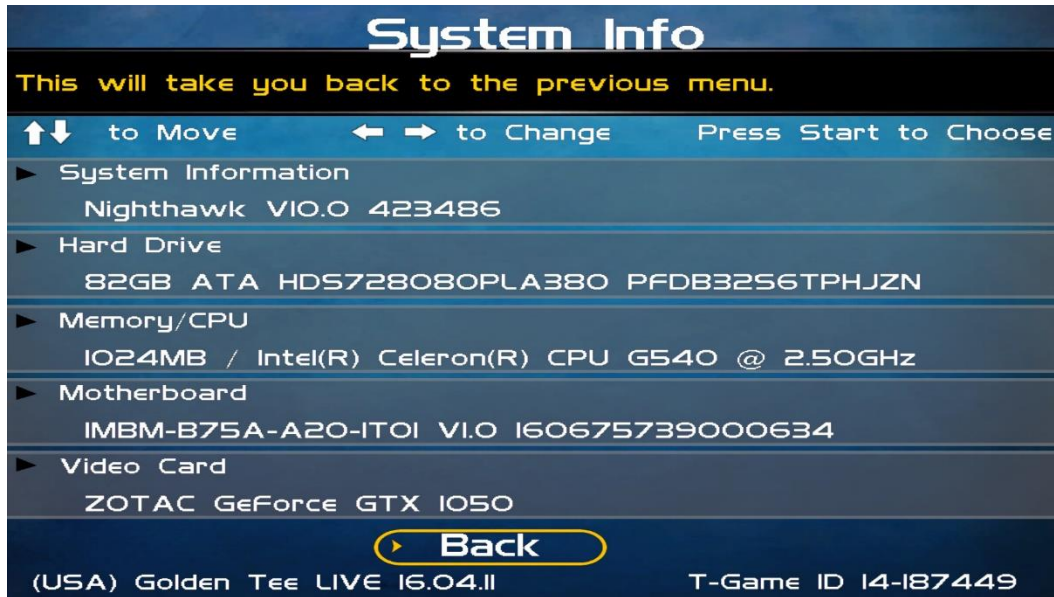 System Info
This will take you back to the previous menu.
to Move to Change Press Start to Choose
System Information
Nighthawk V10.0 423486
Hard Drive
82GB ATA HDS728080PLA380 PFDB32S6TPHJZN
Memory/CPU
1024MB / Intel(R) Celeron(R) CPU G540 @ 2.50GHz
Motherboard
IMBM-B75A-A20-IT01 V1.0 160675739000634
Video Card
ZOTAC GeForce GTX 1050
Back
(USA) Golden Tee LIVE 16.04.11 T-Game ID 14-187449